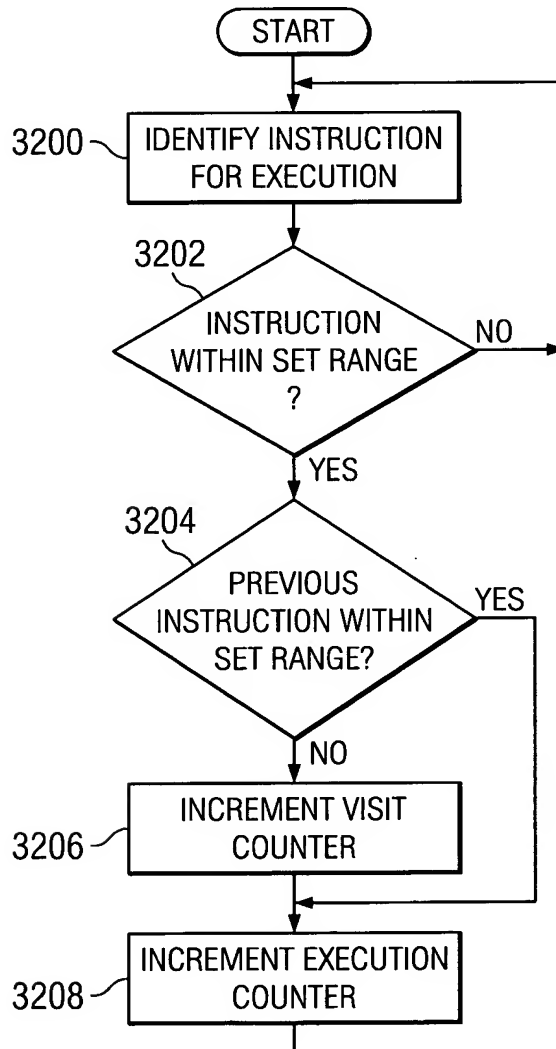 START
3200
IDENTIFY INSTRUCTION
FOR EXECUTION
3202
INSTRUCTION
WITHIN SET RANGE
?
NO
YES
3204
PREVIOUS
INSTRUCTION WITHIN
SET RANGE?
YES
NO
3206
INCREMENT VISIT
COUNTER
3208
INCREMENT EXECUTION
COUNTER